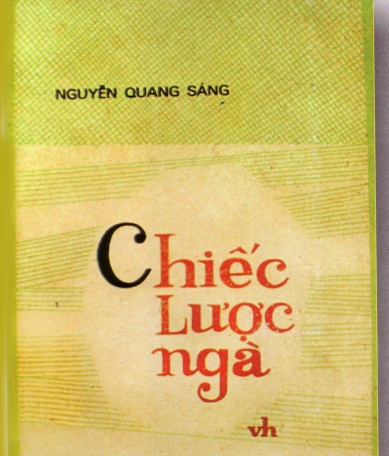 NGUYỄN QUANG SÁNG
Chiếc
Lược
ngà
vh